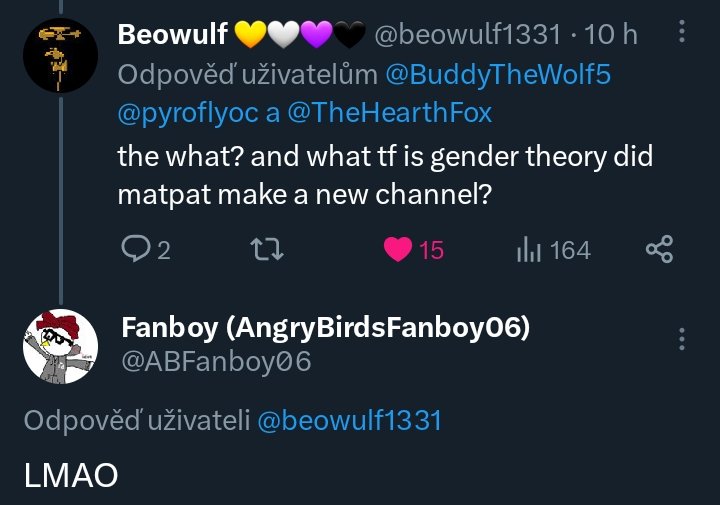 Beowulf 💛🤍💜🖤 @beowulf1331 · 10 h
Odpověď uživatelům @BuddyTheWolf5
@pyroflyoc a @TheHearthFox
the what? and what tf is gender theory did
matpat make a new channel?
2 15 164
Fanboy (AngryBirdsFanboy06)
@ABFanboy06
Odpověď uživateli @beowulf1331
LMAO